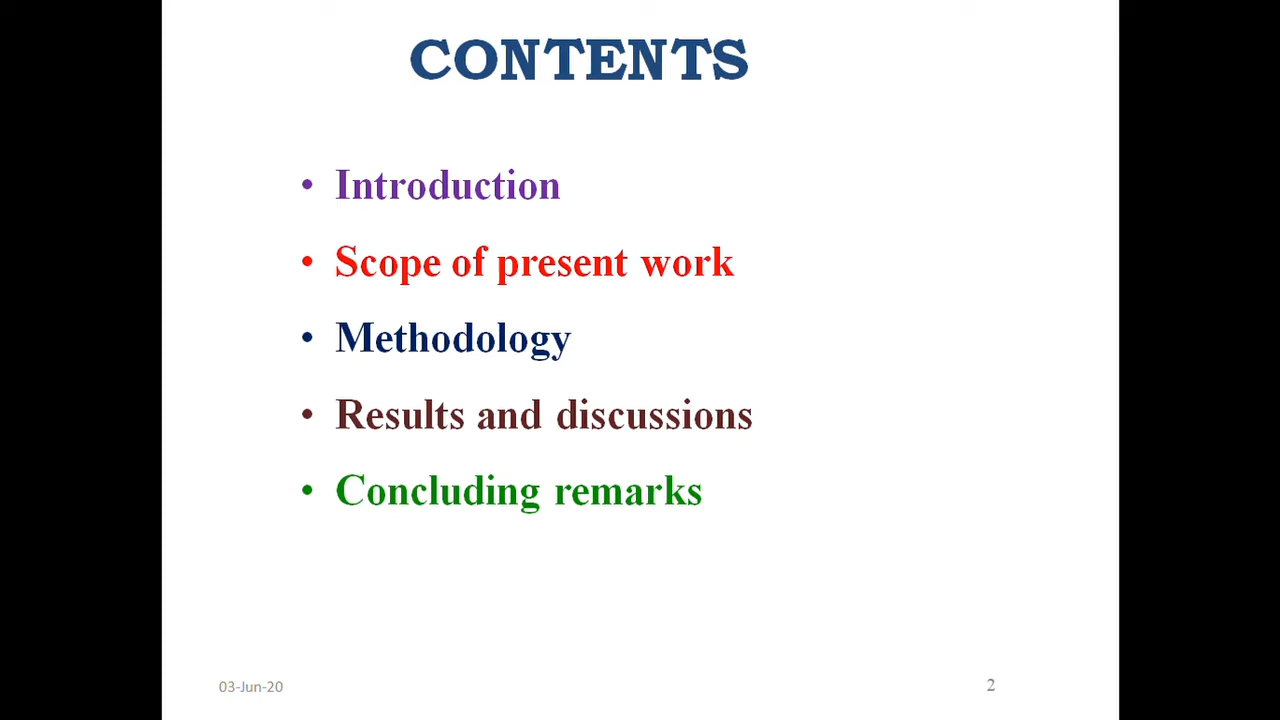 CONTENTS
• Introduction
• Scope of present work
• Methodology
• Results and discussions
• Concluding remarks
03-Jun-20
2